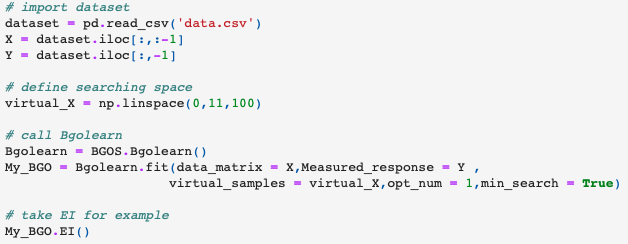 # import dataset
dataset = pd.read_csv('data.csv')
X = dataset.iloc[:,:-1]
Y = dataset.iloc[:,-1]
# define searching space
virtual_X = np.linspace(0,11,100)
# call Bgolearn
Bgolearn = BGOS.Bgolearn()
My_BGO = Bgolearn.fit(data_matrix = X,Measured_response = Y ,
virtual_samples = virtual_X,opt_num = 1,min_search = True)
# take EI for example
My_BGO.EI()